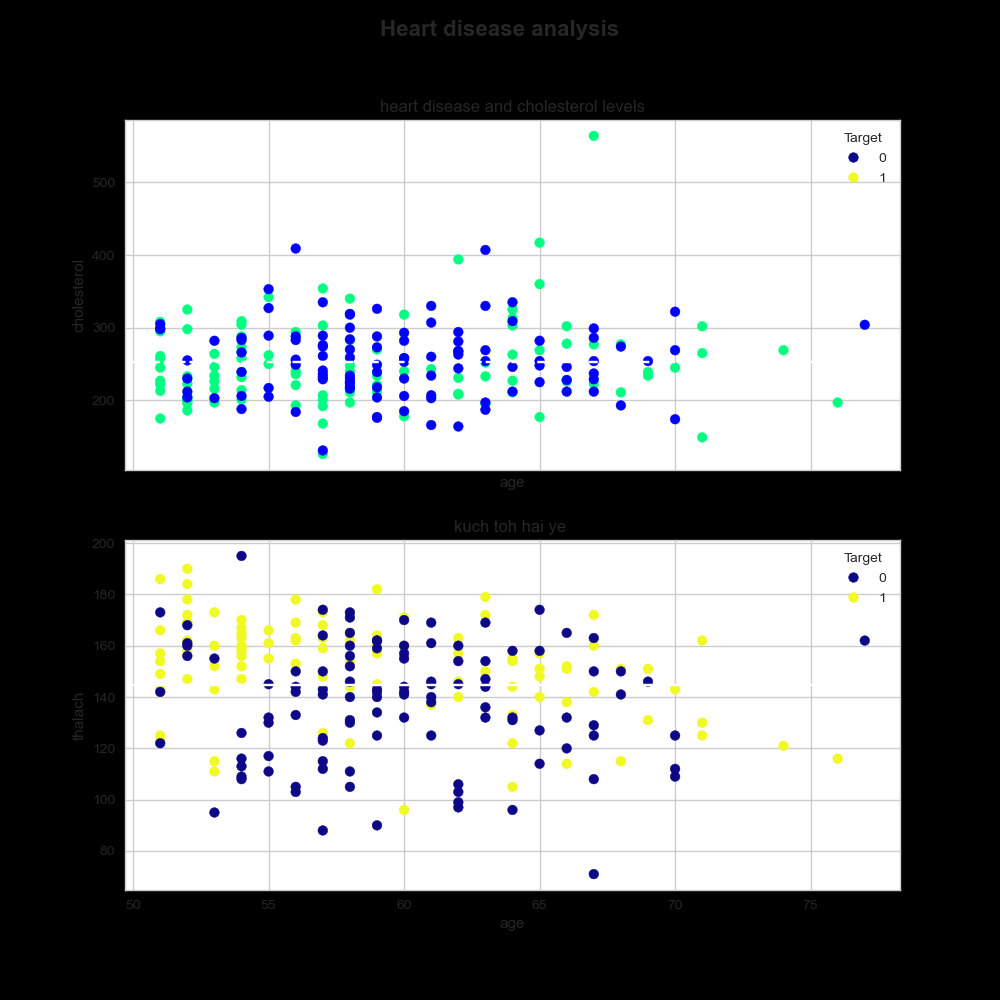 Heart disease analysis
heart disease and cholesterol levels
Target
0
1
500
400
300
200
cholesterol
age
kuch toh hai ye
Target
0
1
200
180
160
140
120
100
80
thalach
50 55 60 65 70 75
age